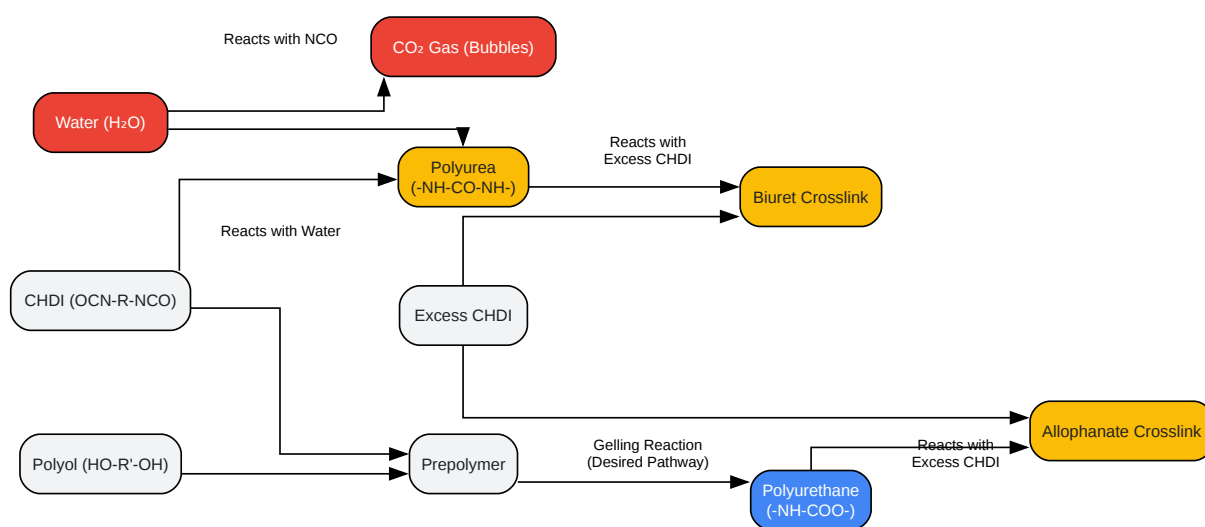 Reacts with NCO
CO₂ Gas (Bubbles)
Water (H₂O)
Reacts with
Excess CHDI
Polyurea
(-NH-CO-NH-)
Biuret Crosslink
Reacts with Water
CHDI (OCN-R-NCO)
Excess CHDI
Allophanate Crosslink
Polyol (HO-R'-OH)
Prepolymer
Gelling Reaction
(Desired Pathway)
Reacts with
Excess CHDI
Polyurethane
(-NH-COO-)